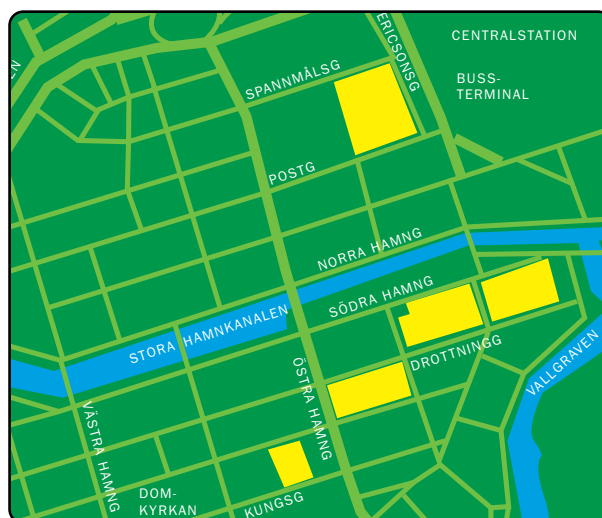 ERICSONSG
CENTRALSTATION
EN
SPANNMÅLSG
BUSS-
TERMINAL
POSTG
NORRA HAMNG
SÖDRA HAMNG
STORA HAMNKANALEN
DROTTNINGG
VALLGRAVEN
ÖSTRA HAMNG
VÄSTRA HAMNG
DOM-
KYRKAN
KUNGSG